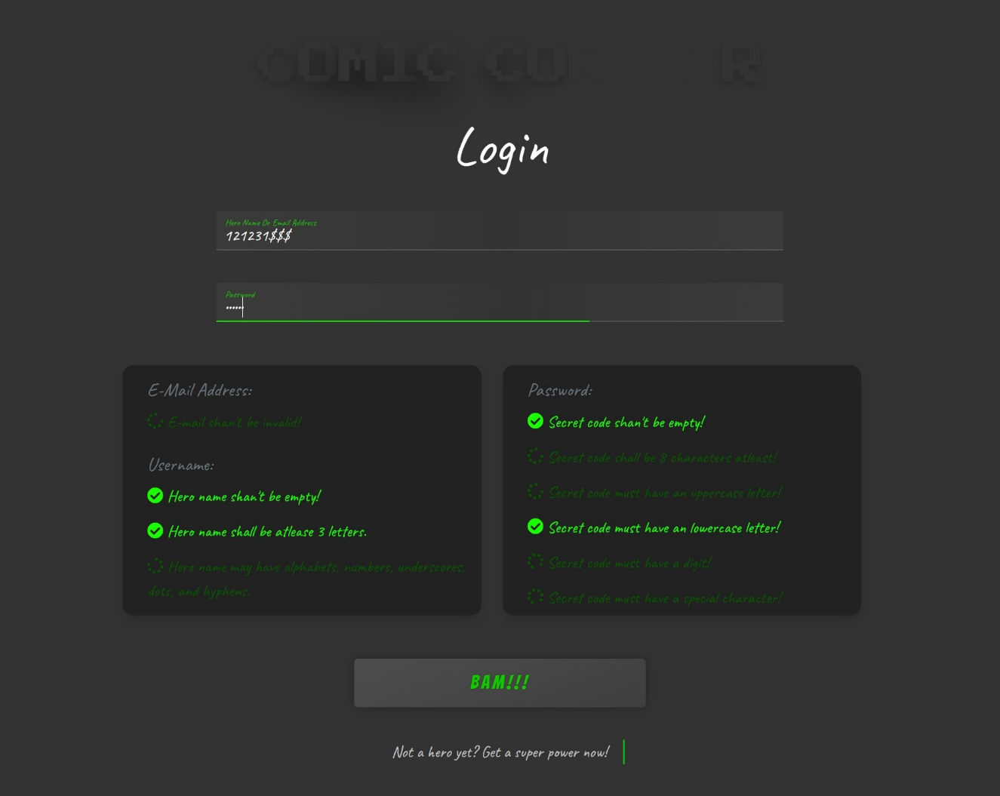 COMIC CO ER
Login
Hero Name Or Email Address
121231$$$
Password
••••••
E-Mail Address:
E-mail shan't be invalid!
Username:
Hero name shan't be empty!
Hero name shall be atlease 3 letters.
Hero name may have alphabets, numbers, underscores,
dots, and hyphens.
Password:
Secret code shan't be empty!
Secret code shall be 8 characters atleast!
Secret code must have an uppercase letter!
Secret code must have an lowercase letter!
Secret code must have a digit!
Secret code must have a special character!
BAM!!!
Not a hero yet? Get a super power now!